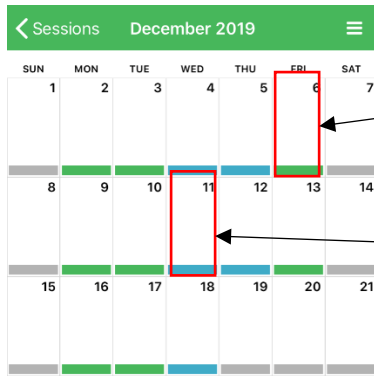 Sessions December 2019
SUN MON TUE WED THU FRI SAT
1 2 3 4 5 6 7
8 9 10 11 12 13 14
15 16 17 18 19 20 21